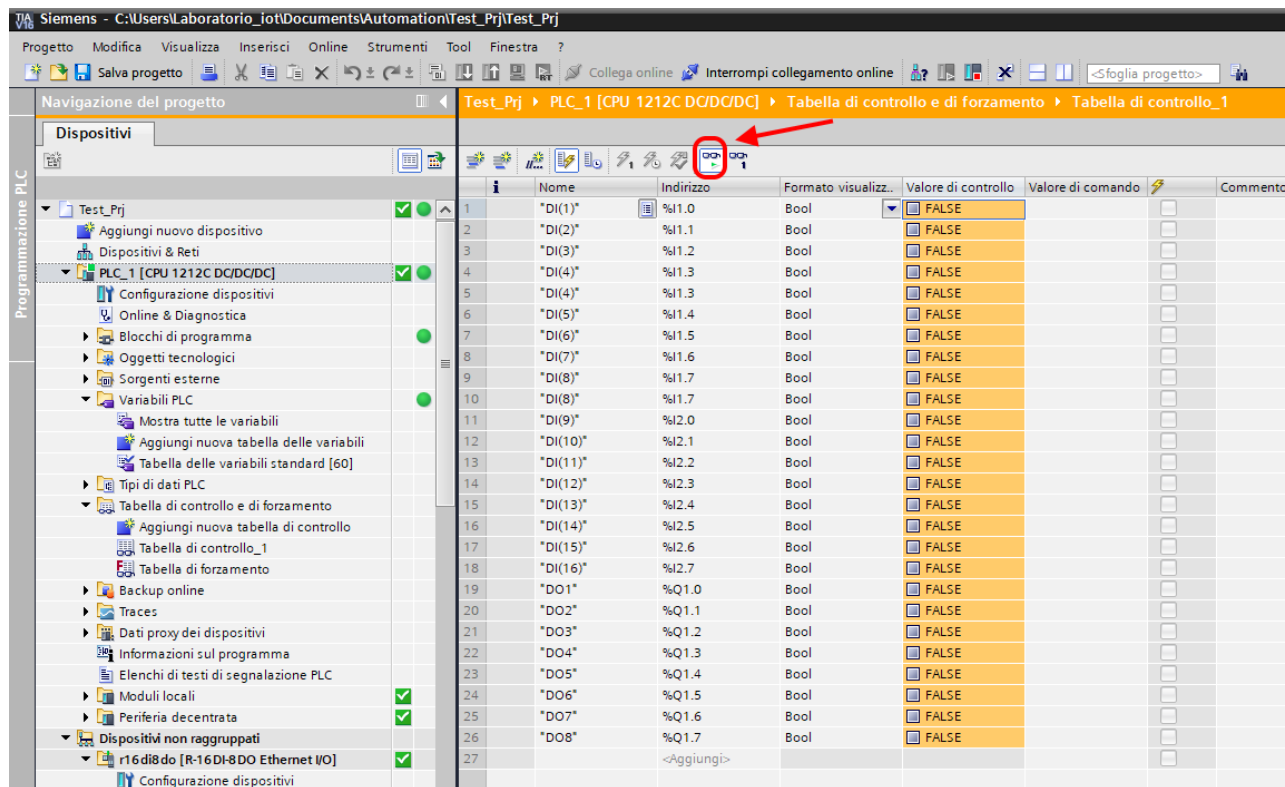 TIA V16 Siemens - C:\Users\Laboratorio_iot\Documents\Automation\Test_Prj\Test_Prj
Progetto Modifica Visualizza Inserisci Online Strumenti Tool Finestra ?
Salva progetto Collega online Interrompi collegamento online <Sfoglia progetto>
Navigazione del progetto
Test_Prj PLC_1 [CPU 1212C DC/DC/DC] Tabella di controllo e di forzamento Tabella di controllo_1
Dispositivi
Programmazione PLC
Test_Prj
Aggiungi nuovo dispositivo
Dispositivi & Reti
PLC_1 [CPU 1212C DC/DC/DC]
Configurazione dispositivi
Online & Diagnostica
Blocchi di programma
Oggetti tecnologici
Sorgenti esterne
Variabili PLC
Mostra tutte le variabili
Aggiungi nuova tabella delle variabili
Tabella delle variabili standard [60]
Tipi di dati PLC
Tabella di controllo e di forzamento
Aggiungi nuova tabella di controllo
Tabella di controllo_1
Tabella di forzamento
Backup online
Traces
Dati proxy dei dispositivi
Informazioni sul programma
Elenchi di testi di segnalazione PLC
Moduli locali
Periferia decentrata
Dispositivi non raggruppati
r16di8do [R-16DI-8DO Ethernet I/O]
Configurazione dispositivi
i Nome Indirizzo Formato visualizz.. Valore di controllo Valore di comando Commento
1 "DI(1)" %I1.0 Bool FALSE
2 "DI(2)" %I1.1 Bool FALSE
3 "DI(3)" %I1.2 Bool FALSE
4 "DI(4)" %I1.3 Bool FALSE
5 "DI(4)" %I1.3 Bool FALSE
6 "DI(5)" %I1.4 Bool FALSE
7 "DI(6)" %I1.5 Bool FALSE
8 "DI(7)" %I1.6 Bool FALSE
9 "DI(8)" %I1.7 Bool FALSE
10 "DI(8)" %I1.7 Bool FALSE
11 "DI(9)" %I2.0 Bool FALSE
12 "DI(10)" %I2.1 Bool FALSE
13 "DI(11)" %I2.2 Bool FALSE
14 "DI(12)" %I2.3 Bool FALSE
15 "DI(13)" %I2.4 Bool FALSE
16 "DI(14)" %I2.5 Bool FALSE
17 "DI(15)" %I2.6 Bool FALSE
18 "DI(16)" %I2.7 Bool FALSE
19 "DO1" %Q1.0 Bool FALSE
20 "DO2" %Q1.1 Bool FALSE
21 "DO3" %Q1.2 Bool FALSE
22 "DO4" %Q1.3 Bool FALSE
23 "DO5" %Q1.4 Bool FALSE
24 "DO6" %Q1.5 Bool FALSE
25 "DO7" %Q1.6 Bool FALSE
26 "DO8" %Q1.7 Bool FALSE
27 <Aggiungi>